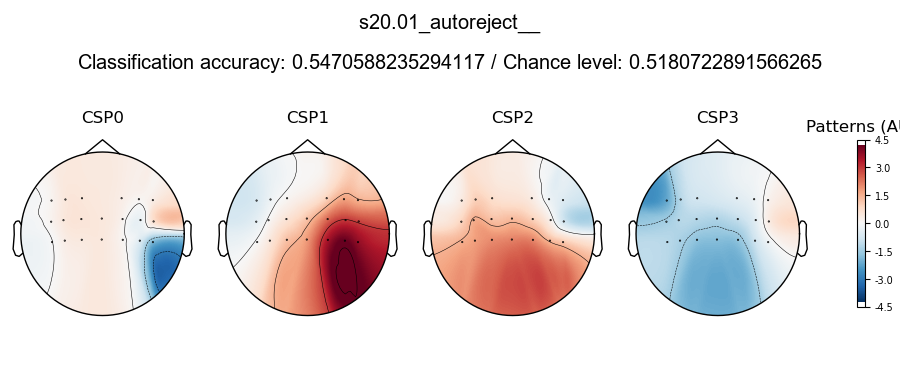 s20.01_autoreject__
Classification accuracy: 0.5470588235294117 / Chance level: 0.5180722891566265
CSP0 CSP1 CSP2 CSP3
Patterns (AU
4.5
3.0
1.5
0.0
-1.5
-3.0
-4.5